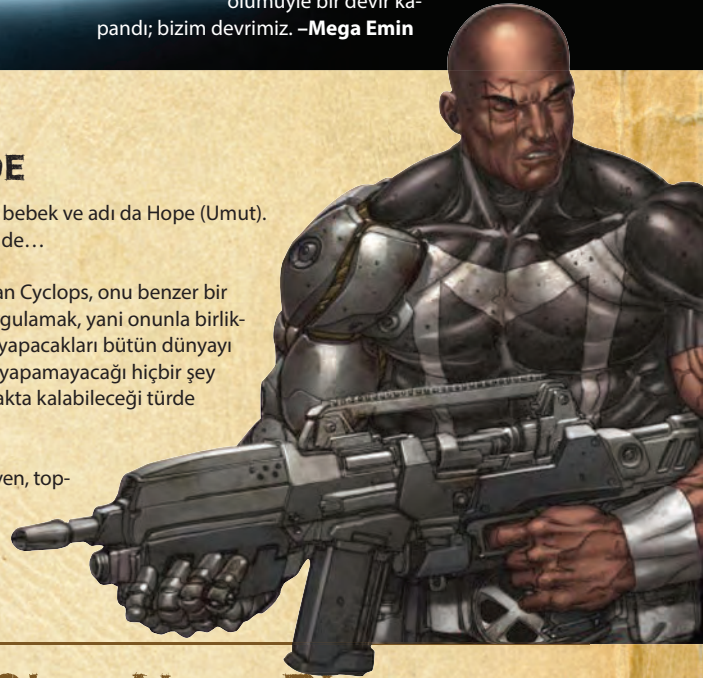 ölümüyle bir devir ka-
pandı; bizim devrimiz. –Mega Emin
DE
bebek ve adı da Hope (Umut).
de…
an Cyclops, onu benzer bir
gulamak, yani onunla birlik-
yapacakları bütün dünyayı
yapamayacağı hiçbir şey
akta kalabileceği türde
ven, top-